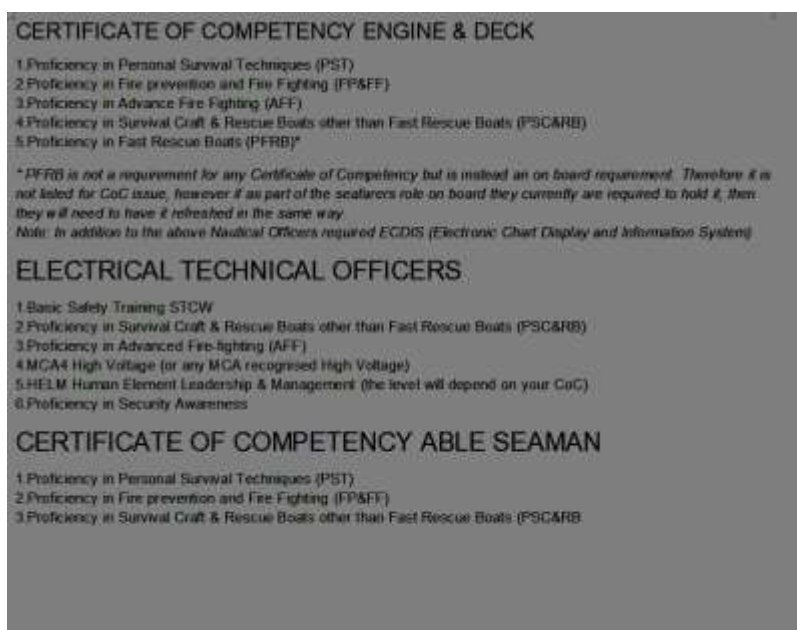 CERTIFICATE OF COMPETENCY ENGINE & DECK
1.Proficiency in Personal Survival Techniques (PST)
2.Proficiency in Fire prevention and Fire Fighting (FP&FF)
3.Proficiency in Advance Fire Fighting (AFF)
4.Proficiency in Survival Craft & Rescue Boats other than Fast Rescue Boats (PSC&RB)
5.Proficiency in Fast Rescue Boats (PFRB)*
* PFRB is not a requirement for any Certificate of Competency but is instead an on board requirement. Therefore it is
not listed for CoC issue, however if as part of the seafarers role on board they currently are required to hold it, then
they will need to have it refreshed in the same way
Note: In addition to the above Nautical Officers required ECDIS (Electronic Chart Display and Information System)
ELECTRICAL TECHNICAL OFFICERS
1.Basic Safety Training STCW
2.Proficiency in Survival Craft & Rescue Boats other than Fast Rescue Boats (PSC&RB)
3.Proficiency in Advanced Fire-fighting (AFF)
4.MCA4 High Voltage (or any MCA recognised High Voltage)
5.HELM Human Element Leadership & Management (the level will depend on your CoC)
6.Proficiency in Security Awareness
CERTIFICATE OF COMPETENCY ABLE SEAMAN
1.Proficiency in Personal Survival Techniques (PST)
2.Proficiency in Fire prevention and Fire Fighting (FP&FF)
3.Proficiency in Survival Craft & Rescue Boats other than Fast Rescue Boats (PSC&RB